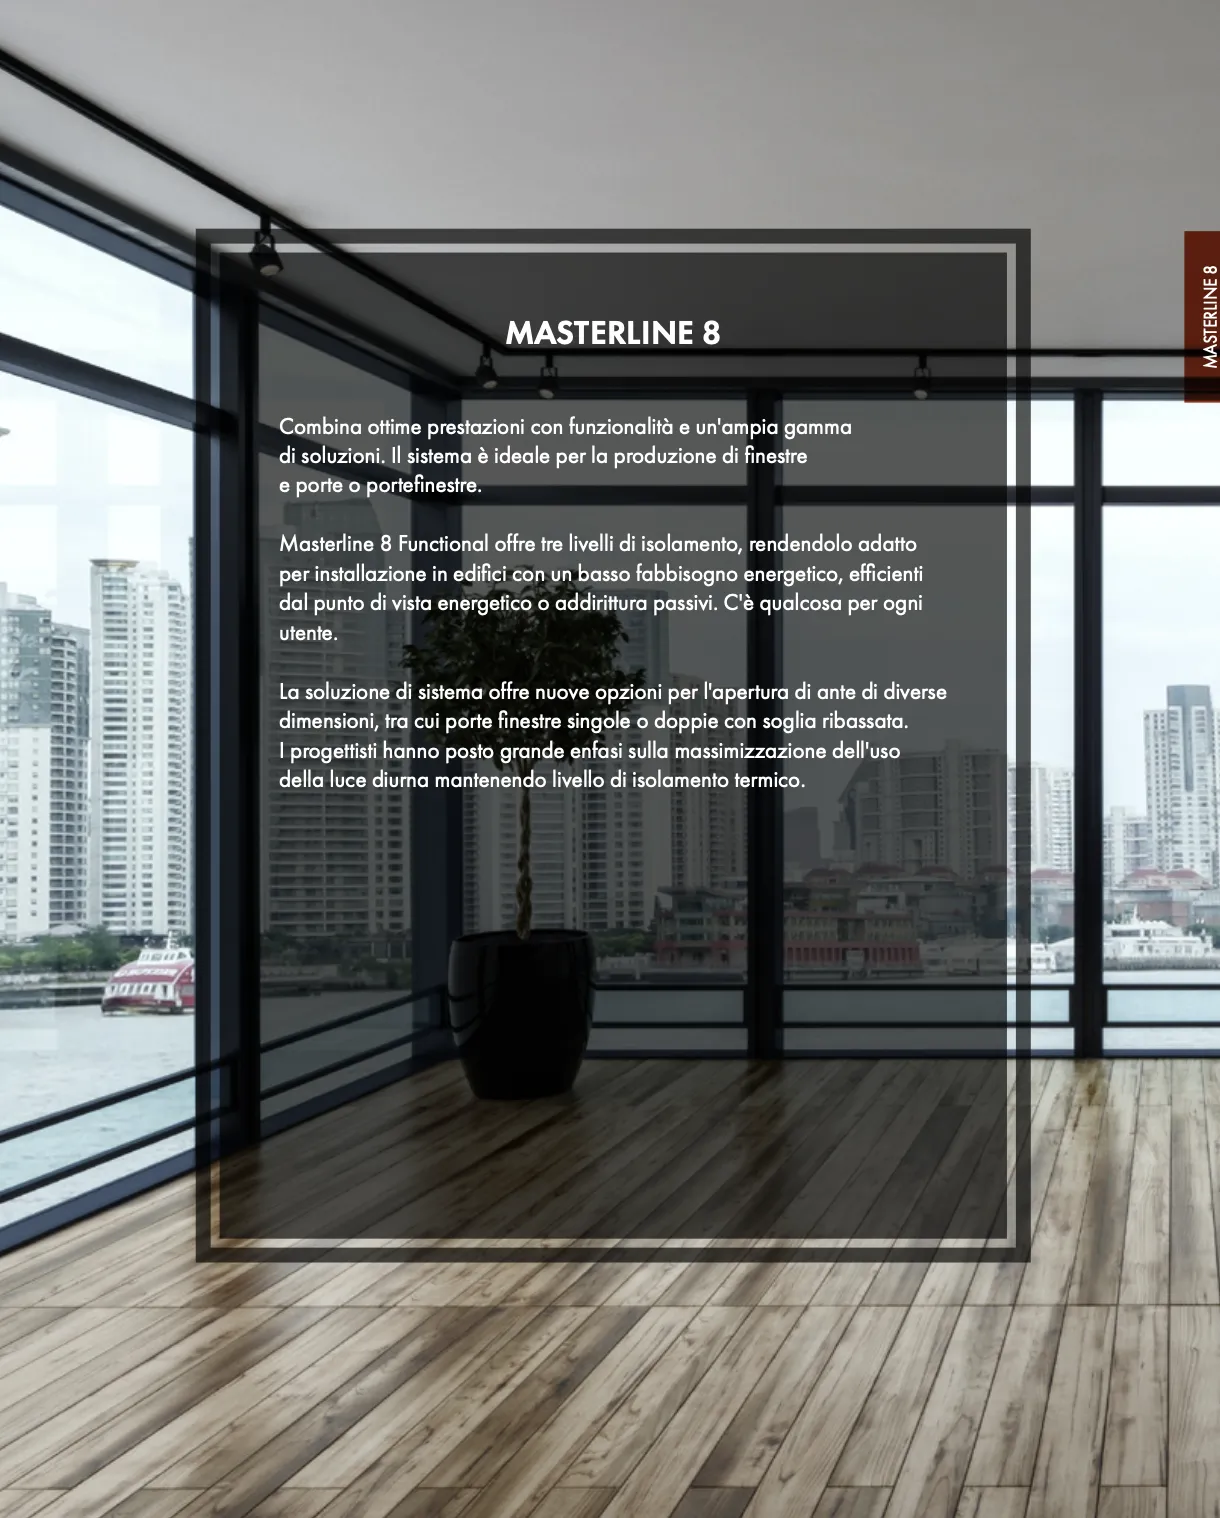 MASTERLINE 8
MASTERLINE 8
Combina ottime prestazioni con funzionalità e un'ampia gamma
di soluzioni. Il sistema è ideale per la produzione di finestre
e porte o portefinestre.
Masterline 8 Functional offre tre livelli di isolamento, rendendolo adatto
per installazione in edifici con un basso fabbisogno energetico, efficienti
dal punto di vista energetico o addirittura passivi. C'è qualcosa per ogni
utente.
La soluzione di sistema offre nuove opzioni per l'apertura di ante di diverse
dimensioni, tra cui porte finestre singole o doppie con soglia ribassata.
I progettisti hanno posto grande enfasi sulla massimizzazione dell'uso
della luce diurna mantenendo livello di isolamento termico.